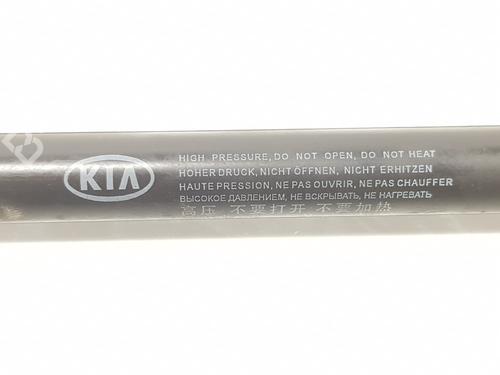 KIA
HIGH PRESSURE, DO NOT OPEN, DO NOT HEAT
HOHER DRUCK, NICHT ÖFFNEN, NICHT ERHITZEN
HAUTE PRESSION, NE PAS OUVRIR, NE PAS CHAUFFER
ВЫСОКОЕ ДАВЛЕНИЕМ, НЕ ВСКРЫВАТЬ, НЕ НАГРЕВАТЬ
高压 不要打开 不要加热